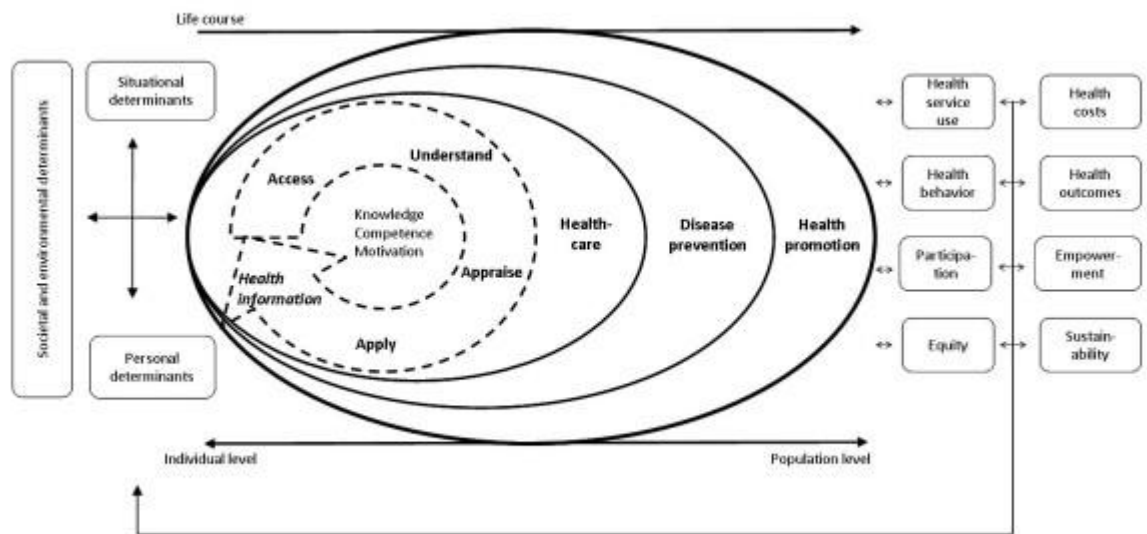 Life course
Societal and environmental determinants
Situational
determinants
Personal
determinants
Access
Understand
Knowledge
Competence
Motivation
Health
information
Appraise
Apply
Health-
care
Disease
prevention
Health
promotion
Individual level
Population level
Health
service
use
Health
costs
Health
behavior
Health
outcomes
Participa-
tion
Empower-
ment
Equity
Sustain-
ability